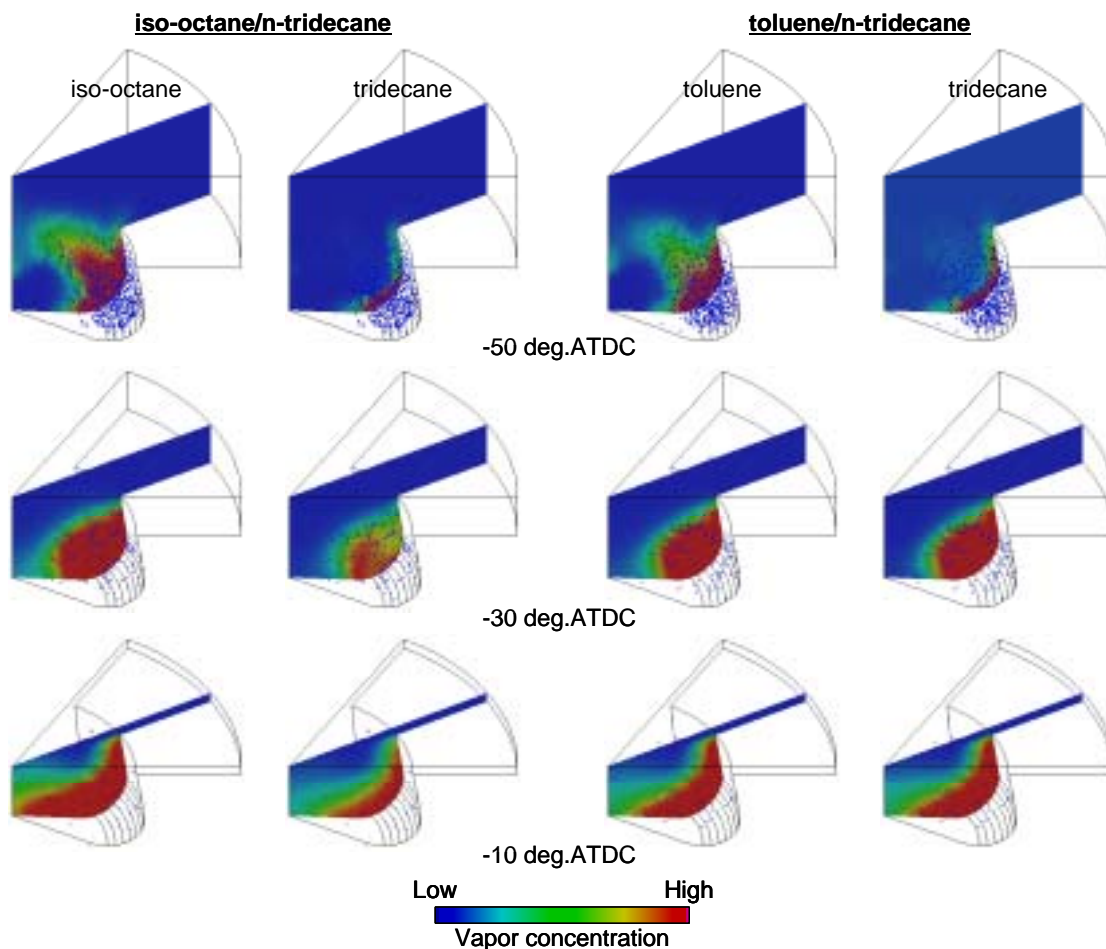 iso-octane/n-tridecane toluene/n-tridecane
iso-octane tridecane toluene tridecane
-50 deg.ATDC
-30 deg.ATDC
-10 deg.ATDC
Low High
Vapor concentration